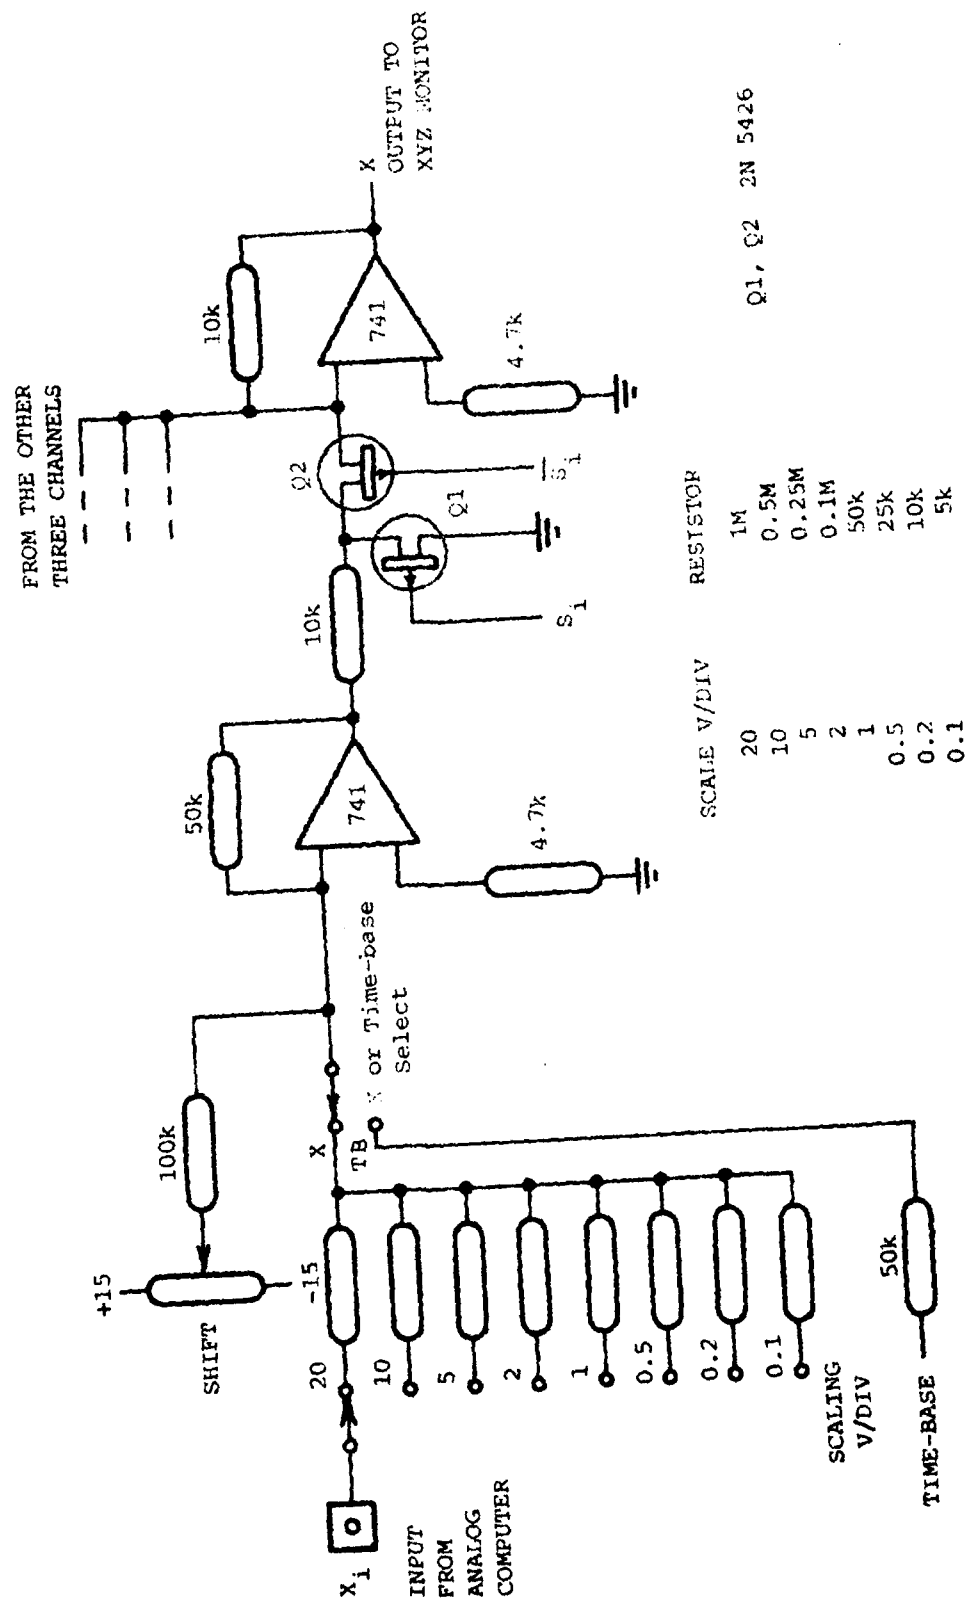 FROM THE OTHER
THREE CHANNELS
+15
SHIFT
-15
100k
50k
10k
10k
741
741
4.7k
4.7k
Q2
Q1
S̅i
Si
X
OUTPUT TO
XYZ MONITOR
Xi
INPUT
FROM
ANALOG
COMPUTER
20
10
5
2
1
0.5
0.2
0.1
SCALING
V/DIV
X
TB
X or Time-base
Select
50k
TIME-BASE
SCALE V/DIV RESISTOR
20 1M
10 0.5M
5 0.25M
2 0.1M
1 50k
0.5 25k
0.2 10k
0.1 5k
Q1, Q2 2N 5426